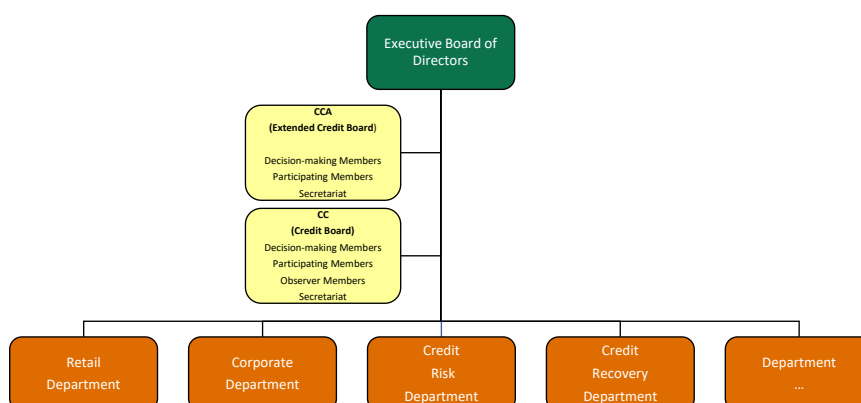 Executive Board of
Directors
CCA
(Extended Credit Board)
Decision-making Members
Participating Members
Secretariat
CC
(Credit Board)
Decision-making Members
Participating Members
Observer Members
Secretariat
Retail
Department
Corporate
Department
Credit
Risk
Department
Credit
Recovery
Department
Department
…